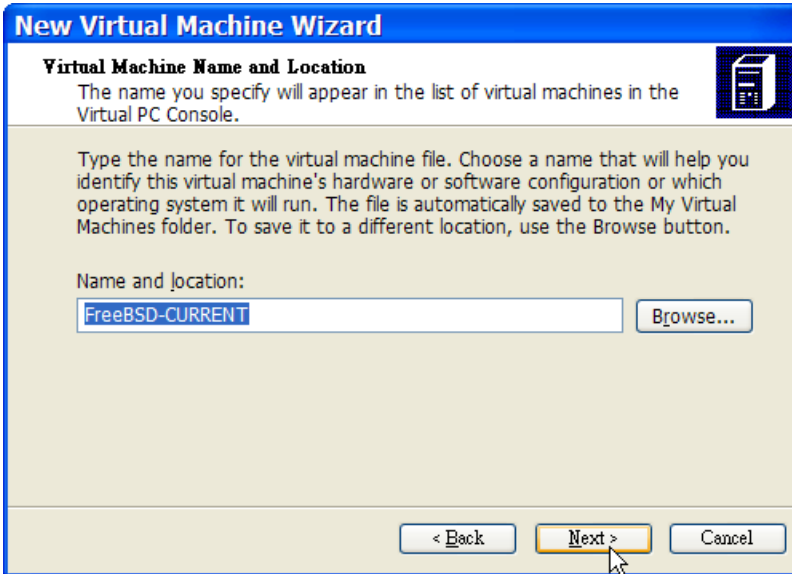 New Virtual Machine Wizard
Virtual Machine Name and Location
The name you specify will appear in the list of virtual machines in the
Virtual PC Console.
Type the name for the virtual machine file. Choose a name that will help you
identify this virtual machine's hardware or software configuration or which
operating system it will run. The file is automatically saved to the My Virtual
Machines folder. To save it to a different location, use the Browse button.
Name and location:
FreeBSD-CURRENT
Browse...
< Back
Next >
Cancel